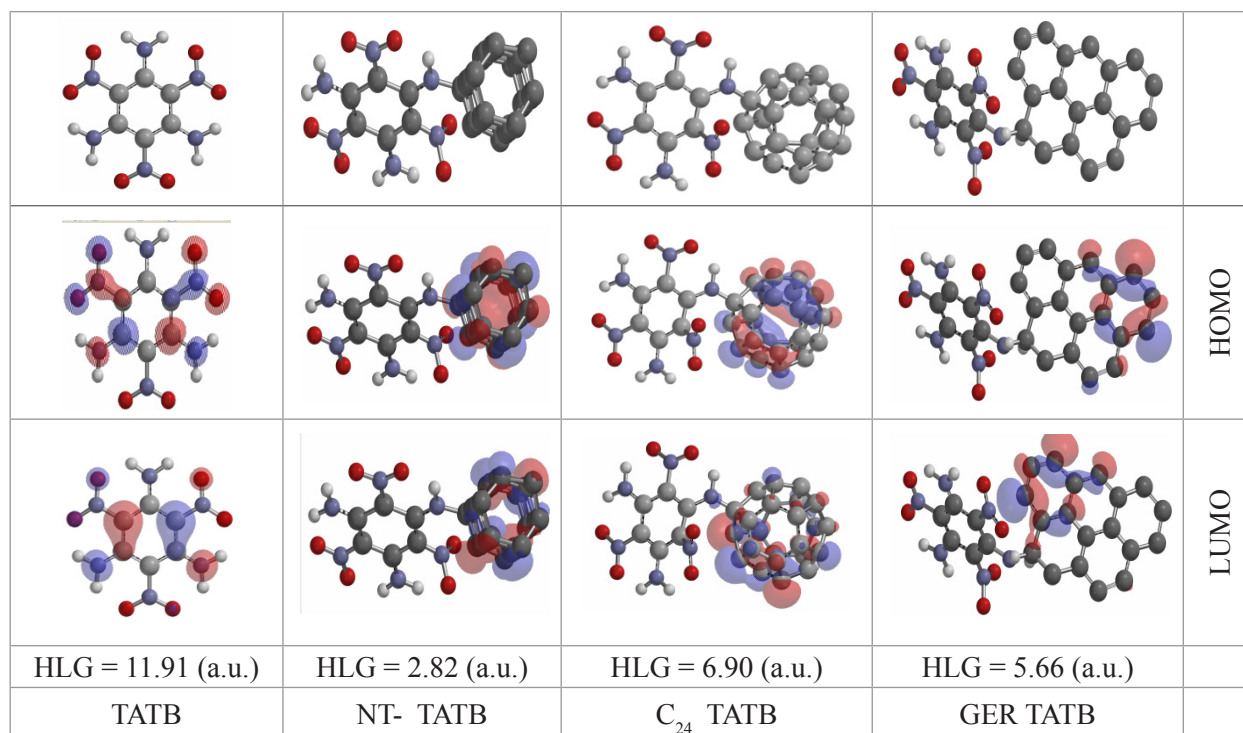 HOMO
LUMO
HLG = 11.91 (a.u.) HLG = 2.82 (a.u.) HLG = 6.90 (a.u.) HLG = 5.66 (a.u.)
TATB NT- TATB C24 TATB GER TATB